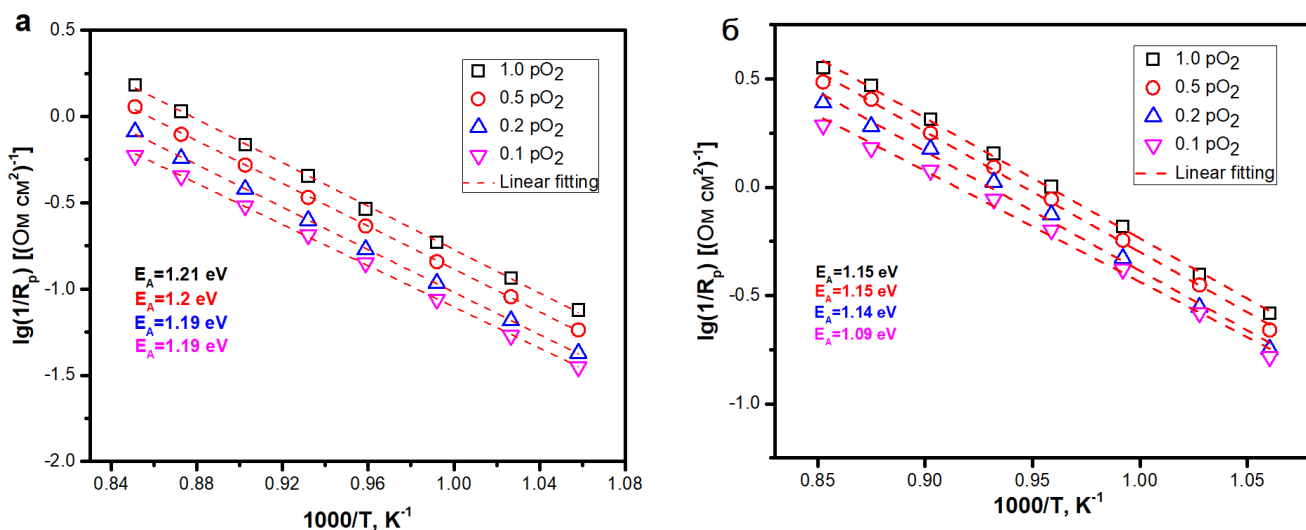 а
lg(1/Rp) [(Ом см²)⁻¹]
0.5
0.0
-0.5
-1.0
-1.5
-2.0
1.0 pO2
0.5 pO2
0.2 pO2
0.1 pO2
Linear fitting
EA=1.21 eV
EA=1.2 eV
EA=1.19 eV
EA=1.19 eV
0.84 0.88 0.92 0.96 1.00 1.04 1.08
1000/T, K⁻¹
б
lg(1/Rp) [(Ом см²)⁻¹]
0.5
0.0
-0.5
-1.0
1.0 pO2
0.5 pO2
0.2 pO2
0.1 pO2
Linear fitting
EA=1.15 eV
EA=1.15 eV
EA=1.14 eV
EA=1.09 eV
0.85 0.90 0.95 1.00 1.05
1000/T, K⁻¹